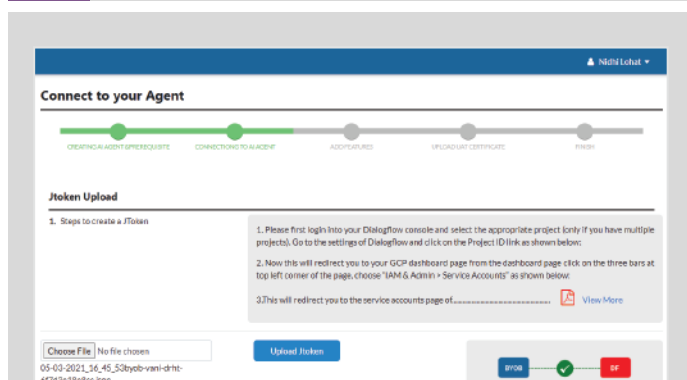 Nidhi Lohat
Connect to your Agent
CREATING AI AGENT & PREREQUISITE
CONNECTIONS TO AI AGENT
ADD FEATURES
UPLOAD UAT CERTIFICATE
FINISH
Jtoken Upload
1. Steps to create a JToken
1. Please first login into your Dialogflow console and select the appropriate project (only if you have multiple
projects). Go to the settings of Dialogflow and click on the Project ID link as shown below:
2. Now this will redirect you to your GCP dashboard page from the dashboard page click on the three bars at
top left corner of the page, choose "IAM & Admin > Service Accounts" as shown below:
3.This will redirect you to the service accounts page of............................................. View More
Choose File No file chosen
Upload Jtoken
05-03-2021_16_45_53byob-vani-drht-
BYOB
DF